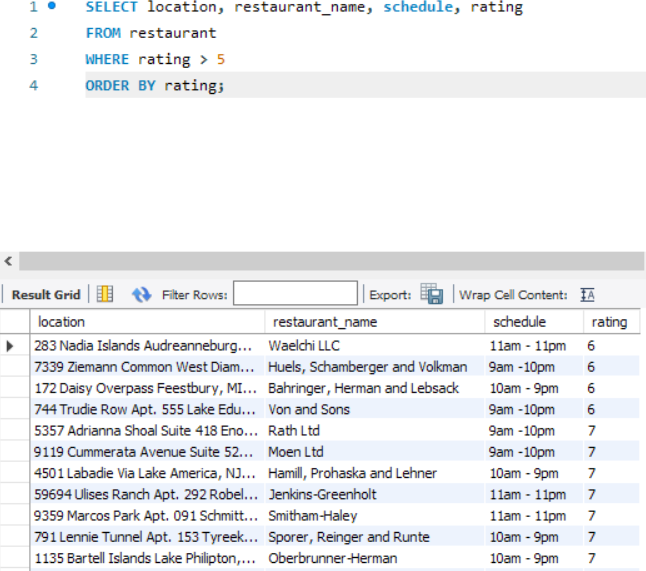 1 SELECT location, restaurant_name, schedule, rating
2 FROM restaurant
3 WHERE rating > 5
4 ORDER BY rating;
Result Grid Filter Rows: Export: Wrap Cell Content: IA
location restaurant_name schedule rating
283 Nadia Islands Audreanneburg... Waelchi LLC 11am - 11pm 6
7339 Ziemann Common West Diam... Huels, Schamberger and Volkman 9am -10pm 6
172 Daisy Overpass Feestbury, MI... Bahringer, Herman and Lebsack 10am - 9pm 6
744 Trudie Row Apt. 555 Lake Edu... Von and Sons 9am -10pm 6
5357 Adrianna Shoal Suite 418 Eno... Rath Ltd 9am -10pm 7
9119 Cummerata Avenue Suite 52... Moen Ltd 9am -10pm 7
4501 Labadie Via Lake America, NJ... Hamill, Prohaska and Lehner 10am - 9pm 7
59694 Ulises Ranch Apt. 292 Robel... Jenkins-Greenholt 11am - 11pm 7
9359 Marcos Park Apt. 091 Schmitt... Smitham-Haley 11am - 11pm 7
791 Lennie Tunnel Apt. 153 Tyreek... Sporer, Reinger and Runte 10am - 9pm 7
1135 Bartell Islands Lake Philipton,... Oberbrunner-Herman 10am - 9pm 7